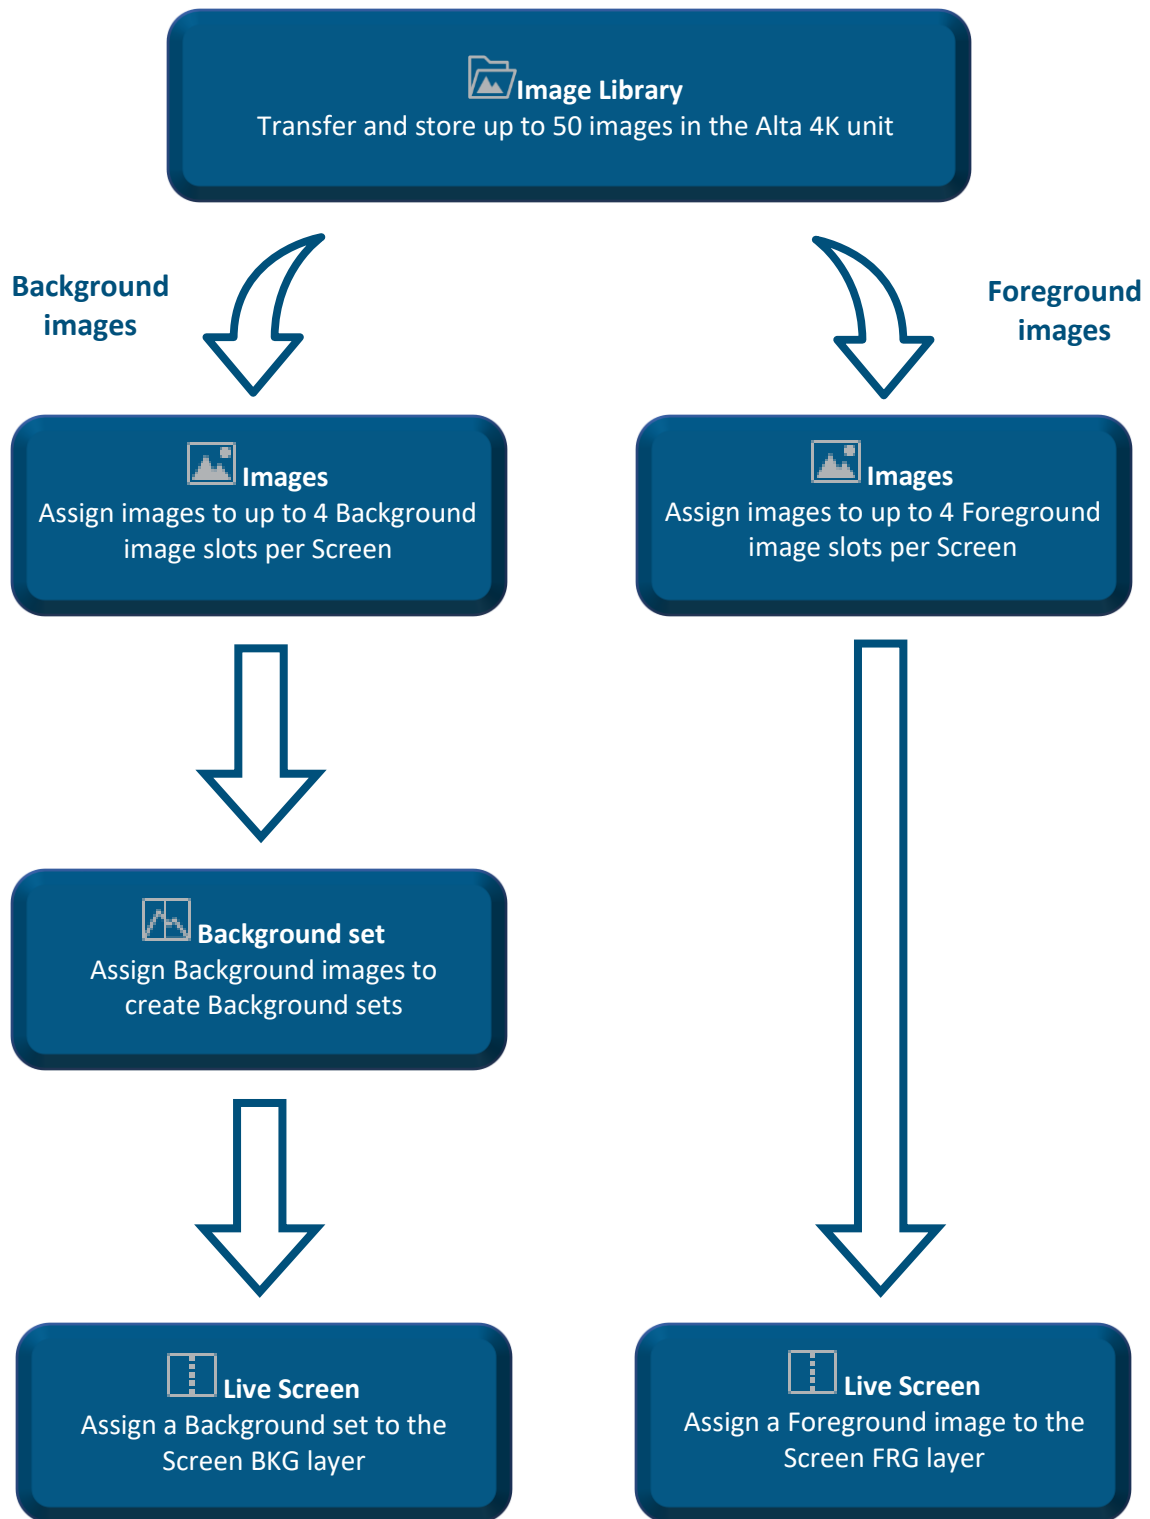 Image Library
Transfer and store up to 50 images in the Alta 4K unit
Background
images
Foreground
images
Images
Assign images to up to 4 Background
image slots per Screen
Images
Assign images to up to 4 Foreground
image slots per Screen
Background set
Assign Background images to
create Background sets
Live Screen
Assign a Background set to the
Screen BKG layer
Live Screen
Assign a Foreground image to the
Screen FRG layer